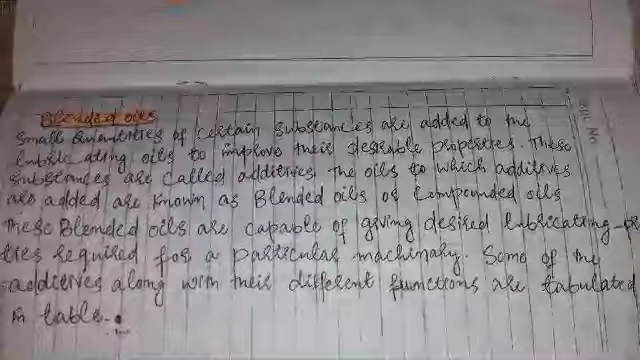 Blended oils
Small Quantities of certain substances are added to the
lubricating oils to improve their desirable properties. These
substances are called additives. The oils to which additives
are added are known as Blended oils or Compounded oils
These Blended oils are capable of giving desired lubricating
ties required for a particular machinary. Some of the
additives along with their different functions are tabulated
in table.